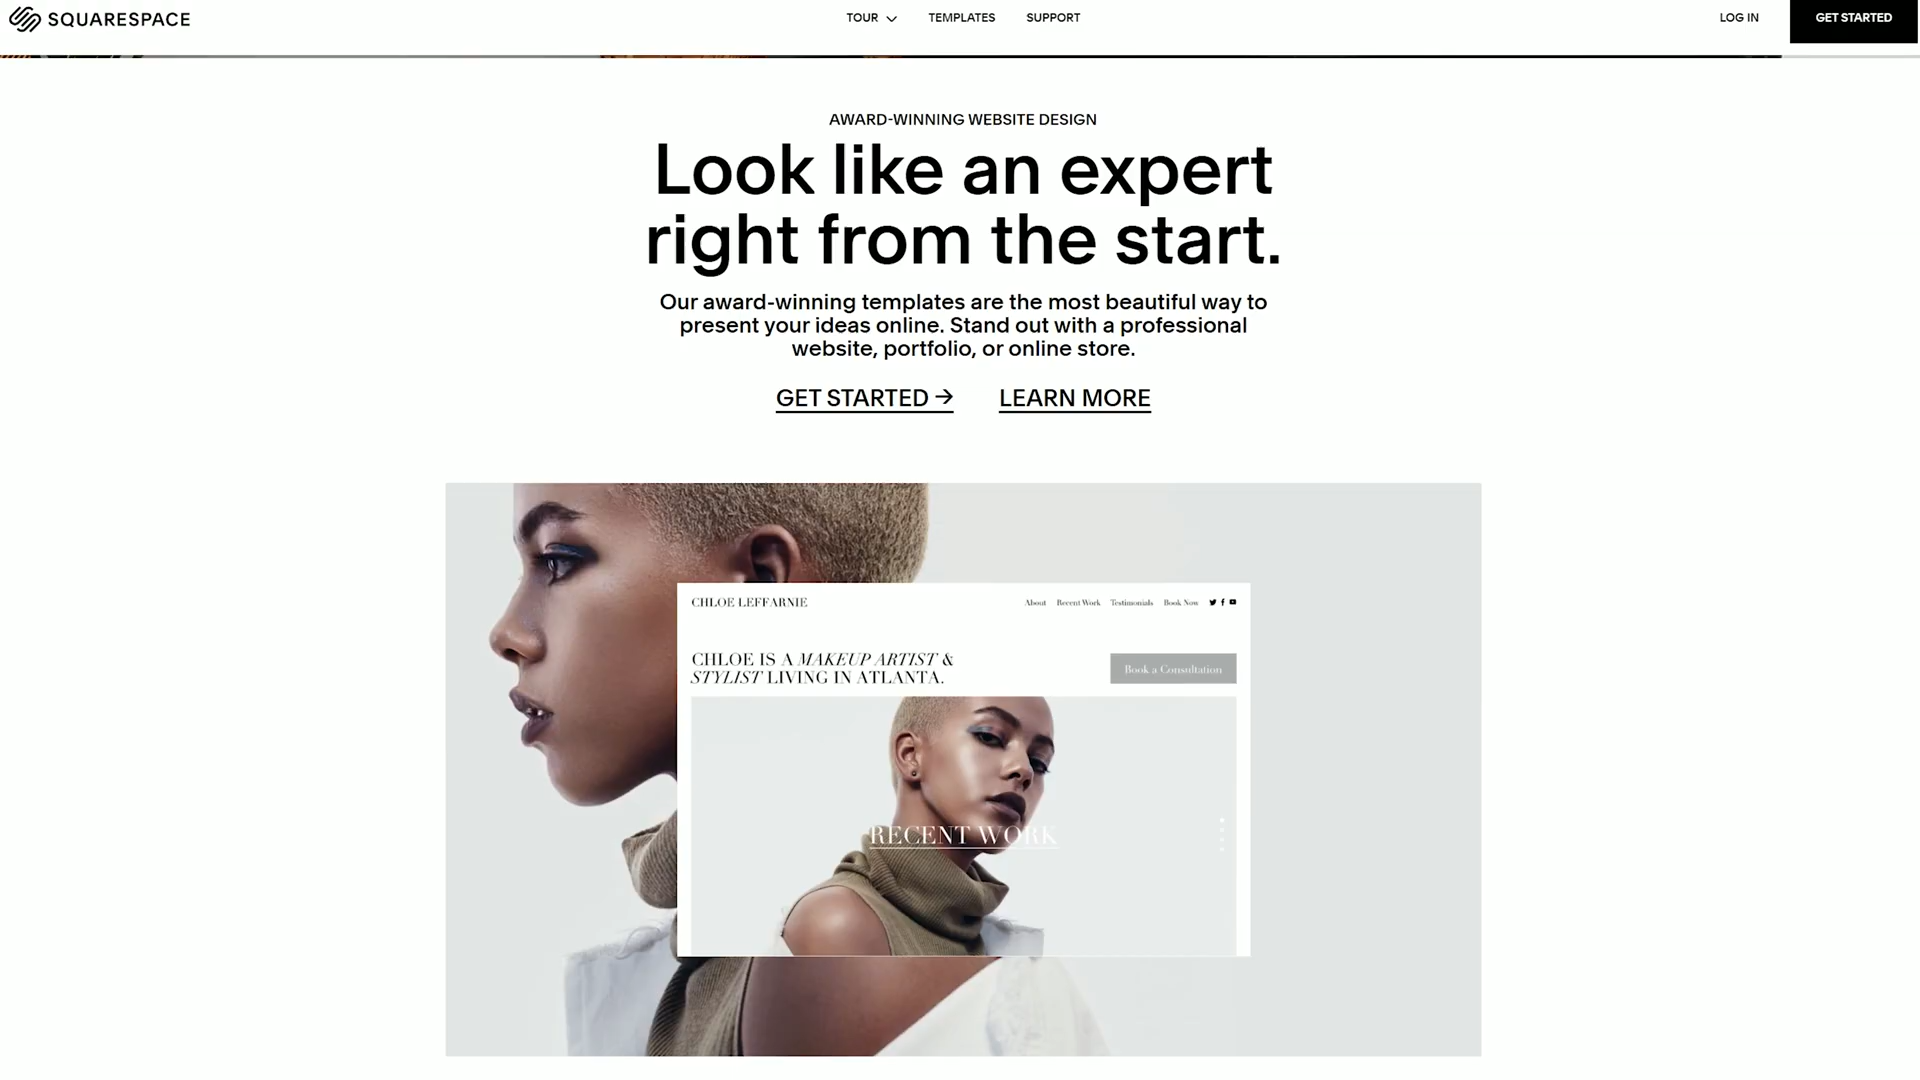 SQUARESPACE
TOUR
TEMPLATES
SUPPORT
LOG IN
GET STARTED
AWARD-WINNING WEBSITE DESIGN
Look like an expert
right from the start.
Our award-winning templates are the most beautiful way to
present your ideas online. Stand out with a professional
website, portfolio, or online store.
GET STARTED →
LEARN MORE
CHLOE LEFFARNIE
About
Recent Work
Testimonials
Book Now
CHLOE IS A MAKEUP ARTIST &
STYLIST LIVING IN ATLANTA.
Book a Consultation
RECENT WORK